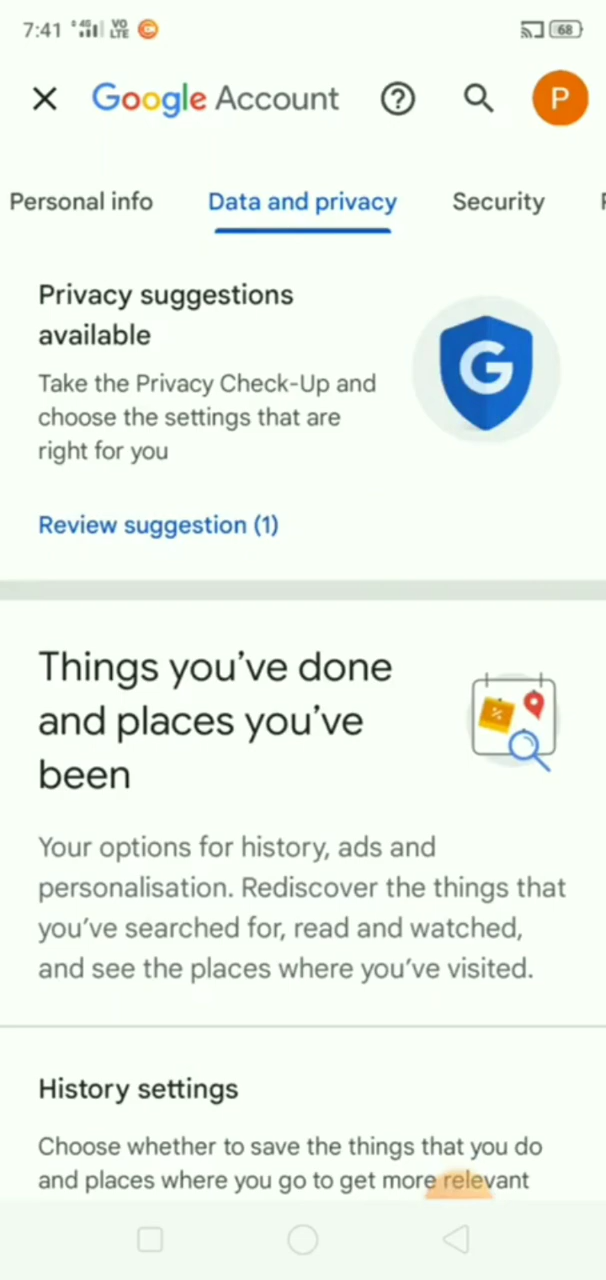 7:41 4G VO LTE 68
Google Account ? P
Personal info Data and privacy Security
Privacy suggestions
available
Take the Privacy Check-Up and
choose the settings that are
right for you
G
Review suggestion (1)
Things you've done
and places you've
been
%
Your options for history, ads and
personalisation. Rediscover the things that
you've searched for, read and watched,
and see the places where you've visited.
History settings
Choose whether to save the things that you do
and places where you go to get more relevant